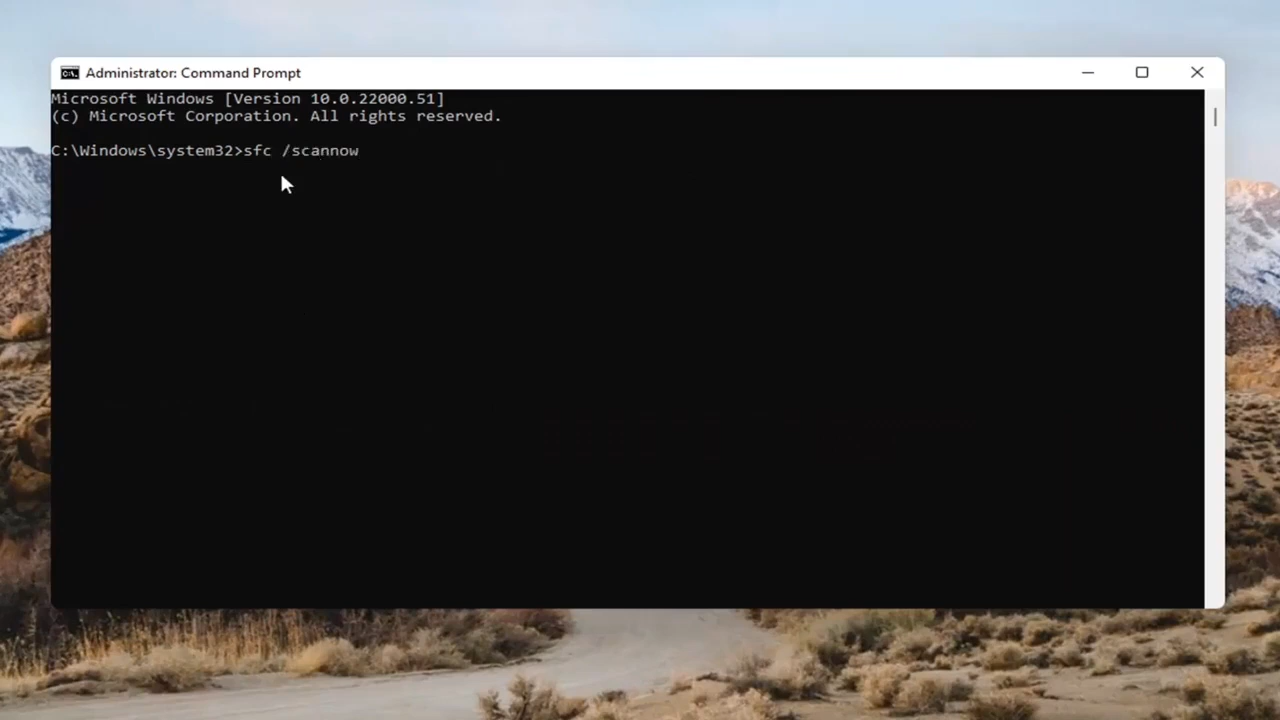 Administrator: Command Prompt
Microsoft Windows [Version 10.0.22000.51]
(c) Microsoft Corporation. All rights reserved.
C:\Windows\system32>sfc /scannow